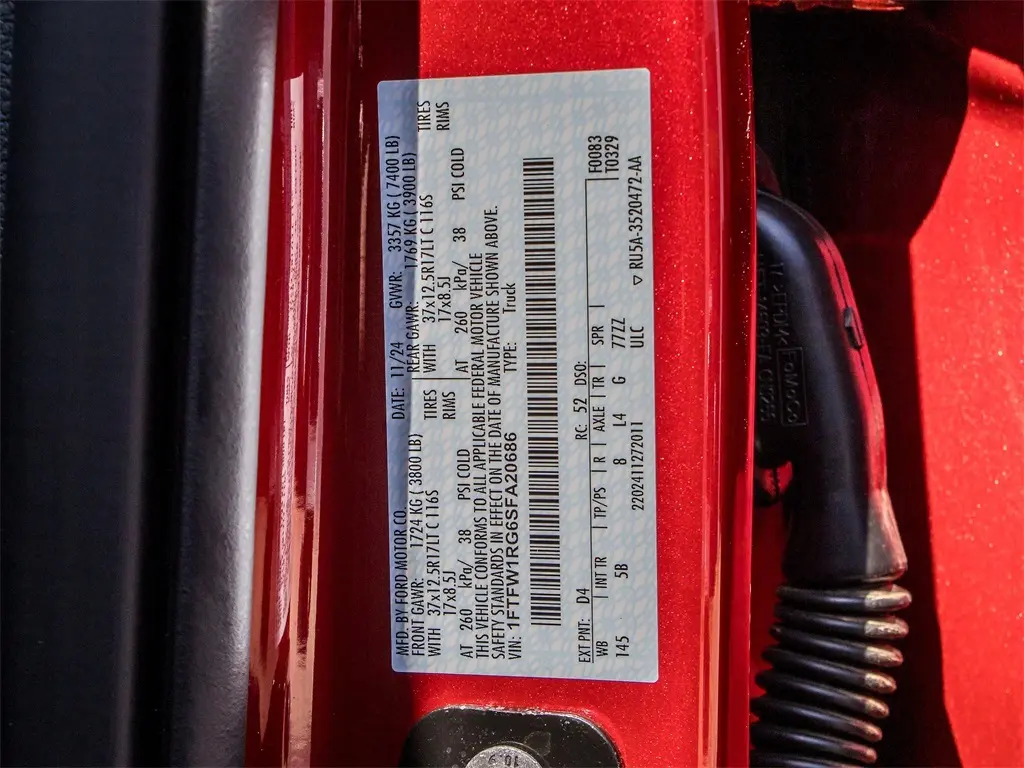 MFD. BY FORD MOTOR CO. DATE: 11/24 GVWR: 3357 KG ( 7400 LB)
FRONT GAWR: 1724 KG ( 3800 LB) REAR GAWR: 1769 KG ( 3900 LB)
WITH 37x12.5R17LT C 116S TIRES WITH 37x12.5R17LT C 116S TIRES
17x8.5J RIMS 17x8.5J RIMS
AT 260 kPa/ 38 PSI COLD AT 260 kPa/ 38 PSI COLD
THIS VEHICLE CONFORMS TO ALL APPLICABLE FEDERAL MOTOR VEHICLE
SAFETY STANDARDS IN EFFECT ON THE DATE OF MANUFACTURE SHOWN ABOVE.
VIN: 1FTFW1RG6SFA20686 TYPE: Truck
EXT PNT: D4 RC: 52 DSO: F0083
WB INT TR TP/PS R AXLE TR SPR T0329
145 5B 8 L4 G 77ZZ
2202411272011 ULC
▽ RU5A-3520472-AA
>EPDM<
FoMoCo
10.9